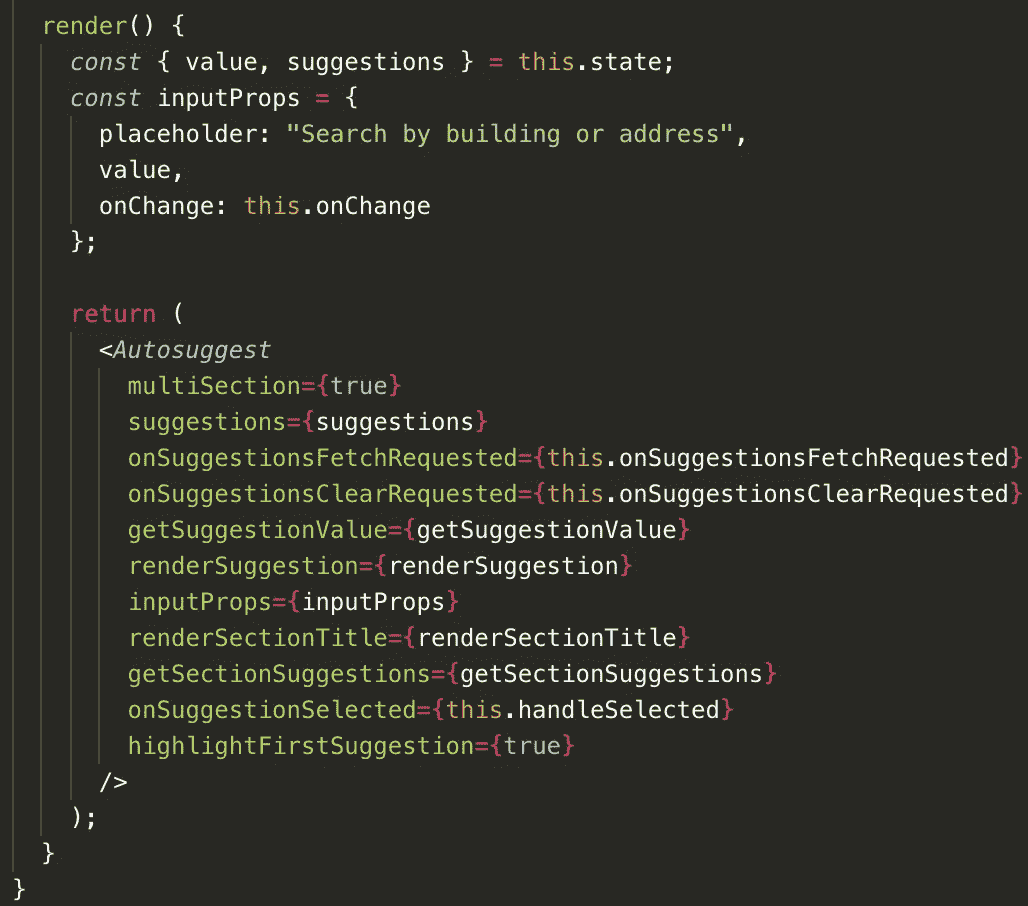 render() {
const { value, suggestions } = this.state;
const inputProps = {
placeholder: "Search by building or address",
value,
onChange: this.onChange
};
return (
<Autosuggest
multiSection={true}
suggestions={suggestions}
onSuggestionsFetchRequested={this.onSuggestionsFetchRequested}
onSuggestionsClearRequested={this.onSuggestionsClearRequested}
getSuggestionValue={getSuggestionValue}
renderSuggestion={renderSuggestion}
inputProps={inputProps}
renderSectionTitle={renderSectionTitle}
getSectionSuggestions={getSectionSuggestions}
onSuggestionSelected={this.handleSelected}
highlightFirstSuggestion={true}
/>
);
}
}